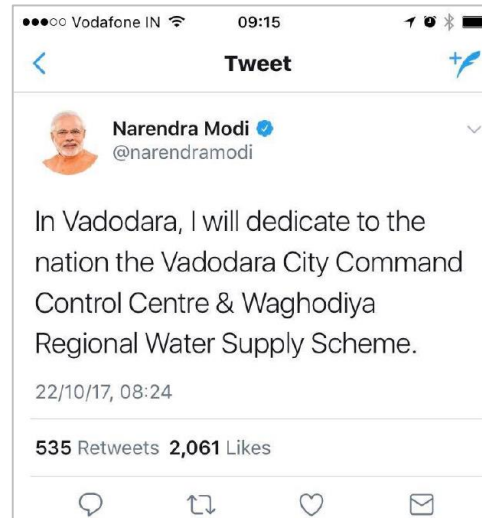 Vodafone IN 09:15
Tweet
Narendra Modi
@narendramodi
In Vadodara, I will dedicate to the
nation the Vadodara City Command
Control Centre & Waghodiya
Regional Water Supply Scheme.
22/10/17, 08:24
535 Retweets 2,061 Likes